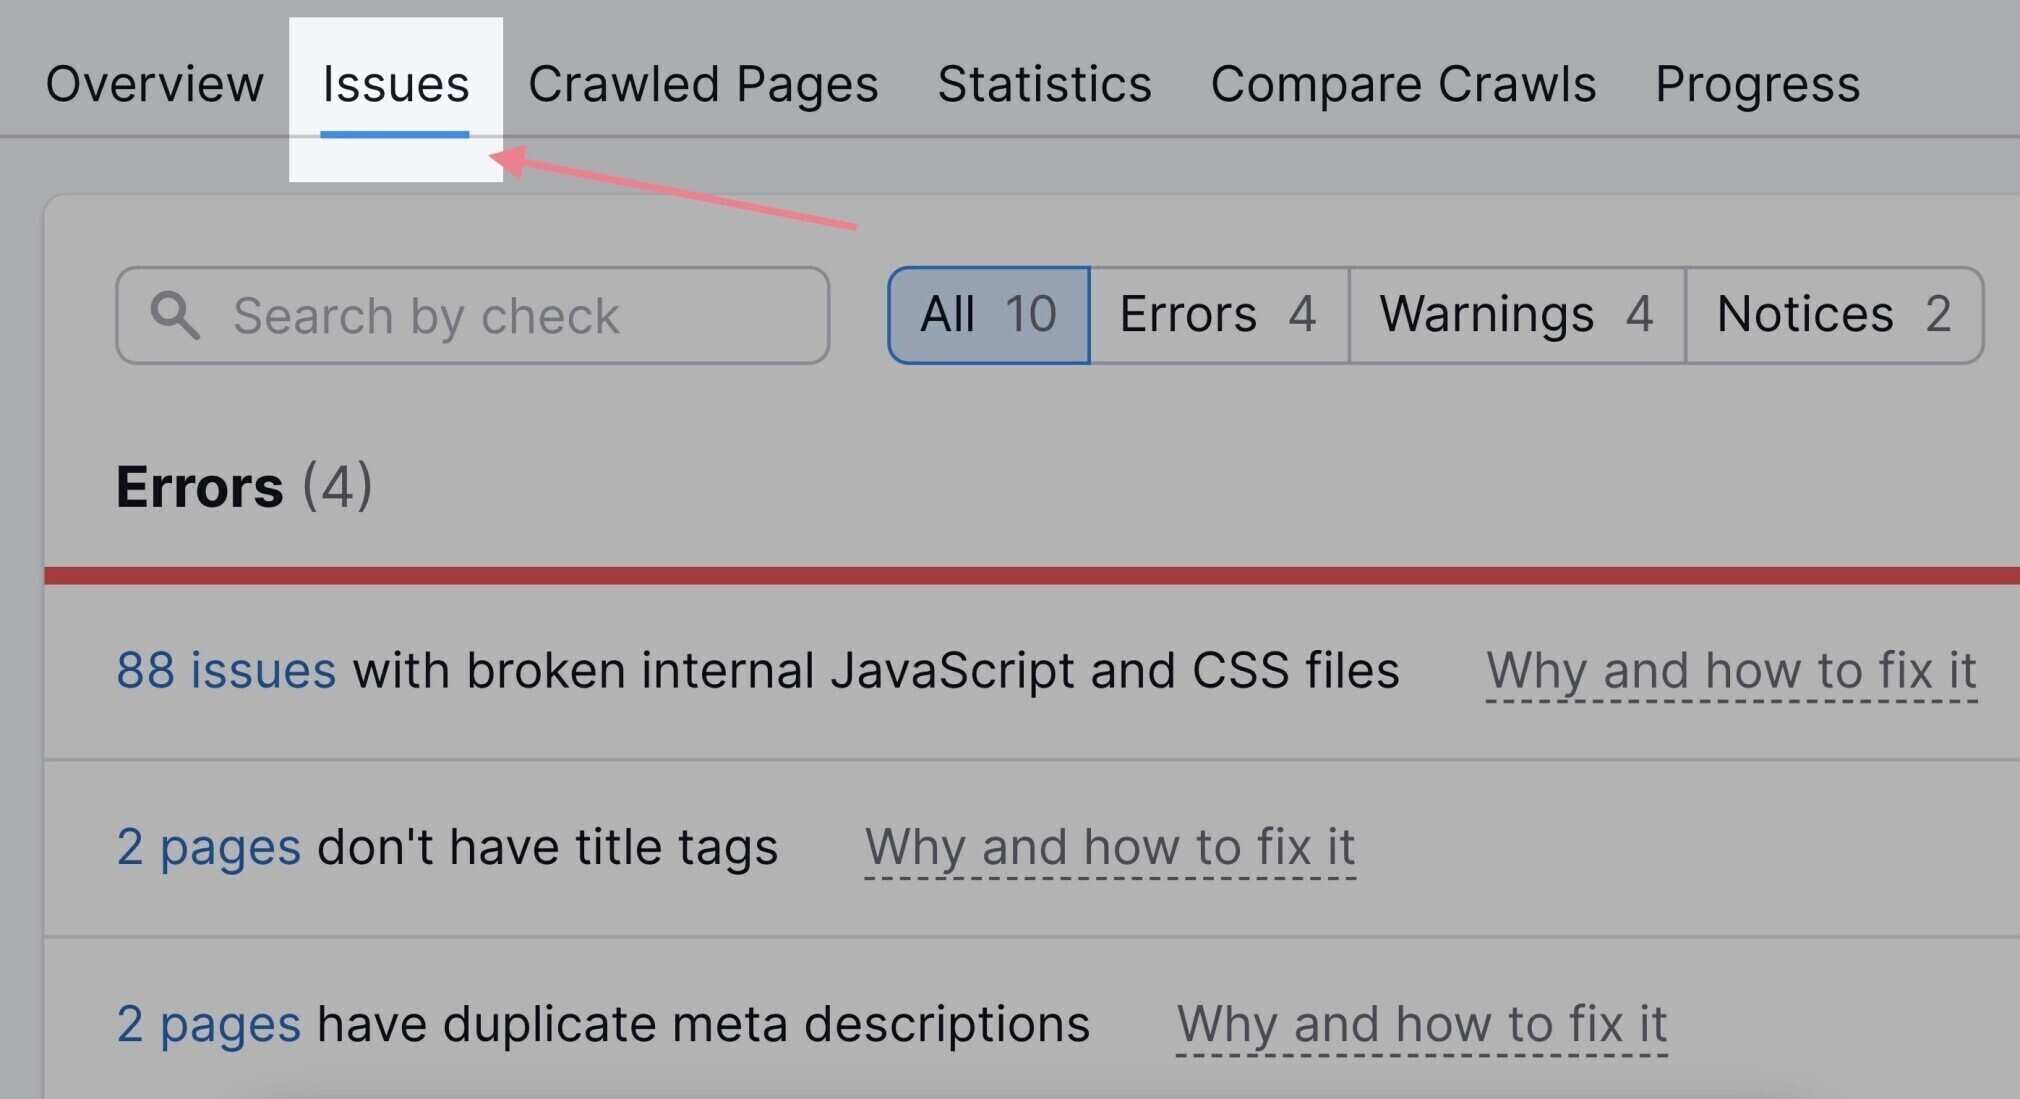 Overview Issues Crawled Pages Statistics Compare Crawls Progress
Search by check All 10 Errors 4 Warnings 4 Notices 2
Errors (4)
88 issues with broken internal JavaScript and CSS files Why and how to fix it
2 pages don't have title tags Why and how to fix it
2 pages have duplicate meta descriptions Why and how to fix it